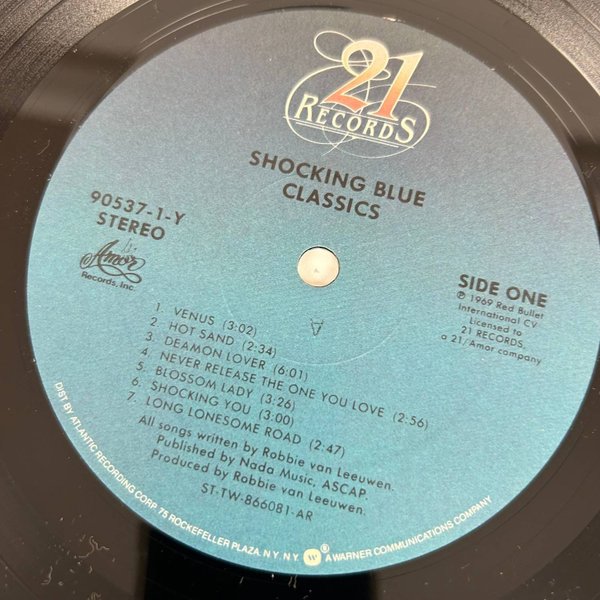 21
RECORDS
SHOCKING BLUE
CLASSICS
90537-1-Y
STEREO
Amor
Records, Inc.
SIDE ONE
℗ 1969 Red Bullet
International CV
Licensed to
21 RECORDS,
a 21/Amor company
1. VENUS (3:02)
2. HOT SAND (2:34)
3. DEAMON LOVER (6:01)
4. NEVER RELEASE THE ONE YOU LOVE (2:56)
5. BLOSSOM LADY (3:26)
6. SHOCKING YOU (3:00)
7. LONG LONESOME ROAD (2:47)
All songs written by Robbie van Leeuwen.
Published by Nada Music, ASCAP.
Produced by Robbie van Leeuwen.
ST-TW-866081-AR
DIST BY ATLANTIC RECORDING CORP. 75 ROCKEFELLER PLAZA, N.Y. N.Y. W A WARNER COMMUNICATIONS COMPANY